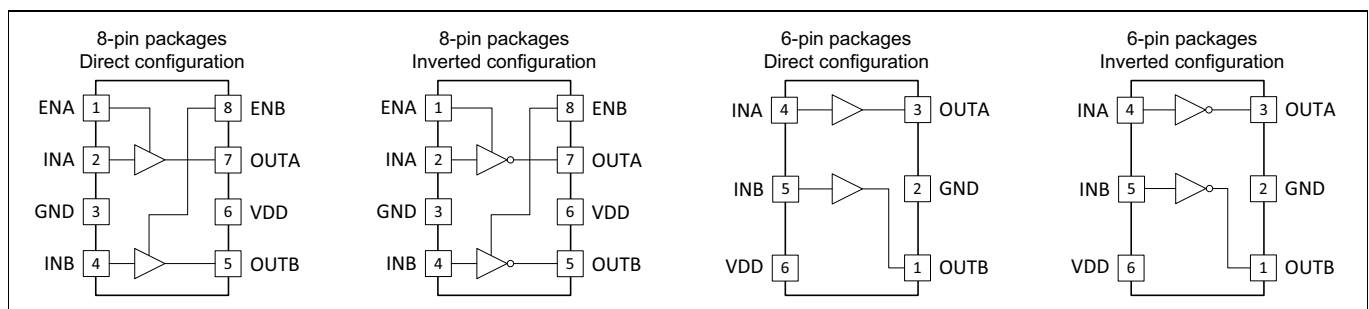 8-pin packages
Direct configuration
ENA 1 8 ENB
INA 2 7 OUTA
GND 3 6 VDD
INB 4 5 OUTB
8-pin packages
Inverted configuration
ENA 1 8 ENB
INA 2 7 OUTA
GND 3 6 VDD
INB 4 5 OUTB
6-pin packages
Direct configuration
INA 4 3 OUTA
INB 5 2 GND
VDD 6 1 OUTB
6-pin packages
Inverted configuration
INA 4 3 OUTA
INB 5 2 GND
VDD 6 1 OUTB